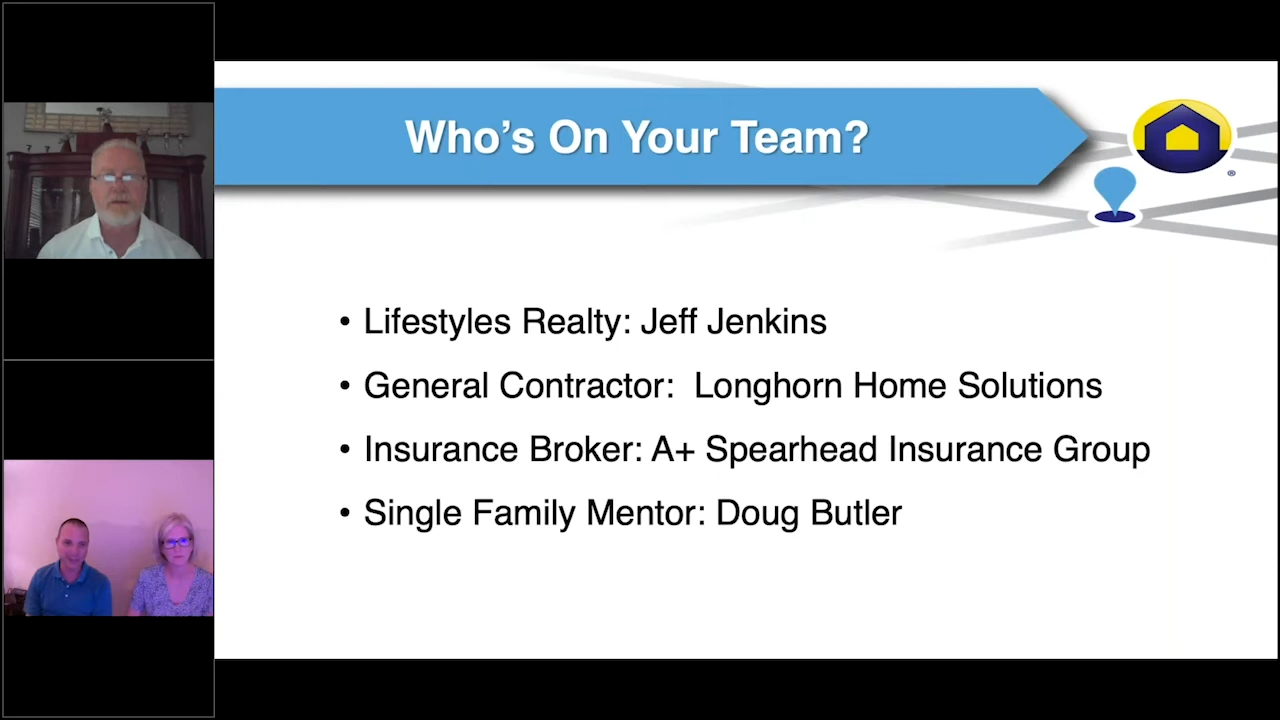 Who's On Your Team?
®
• Lifestyles Realty: Jeff Jenkins
• General Contractor:  Longhorn Home Solutions
• Insurance Broker: A+ Spearhead Insurance Group
• Single Family Mentor: Doug Butler